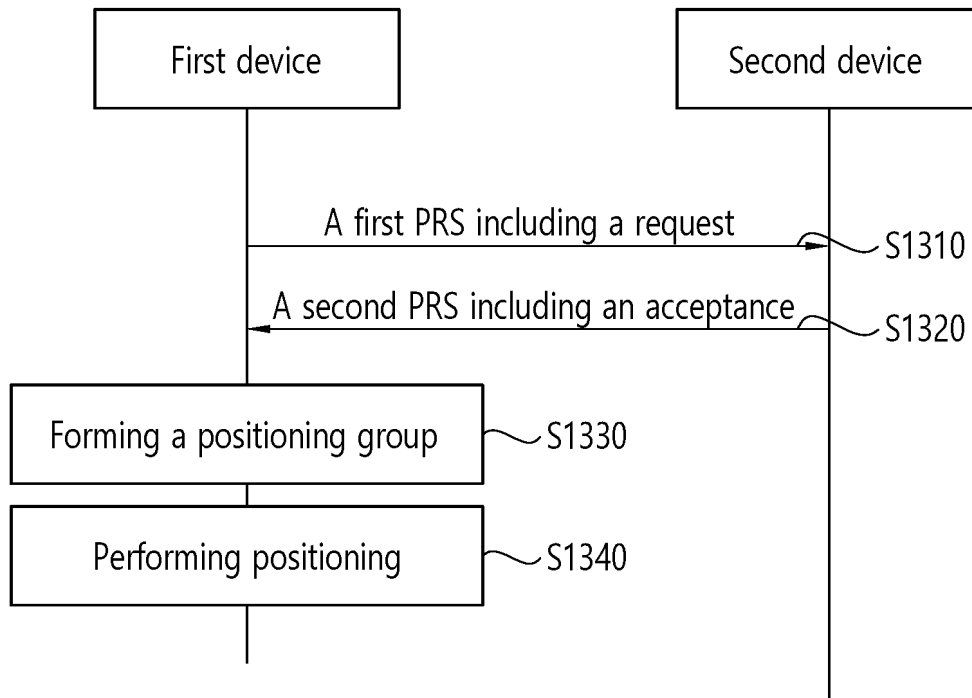 First device
Second device
A first PRS including a request
S1310
A second PRS including an acceptance
S1320
Forming a positioning group
S1330
Performing positioning
S1340